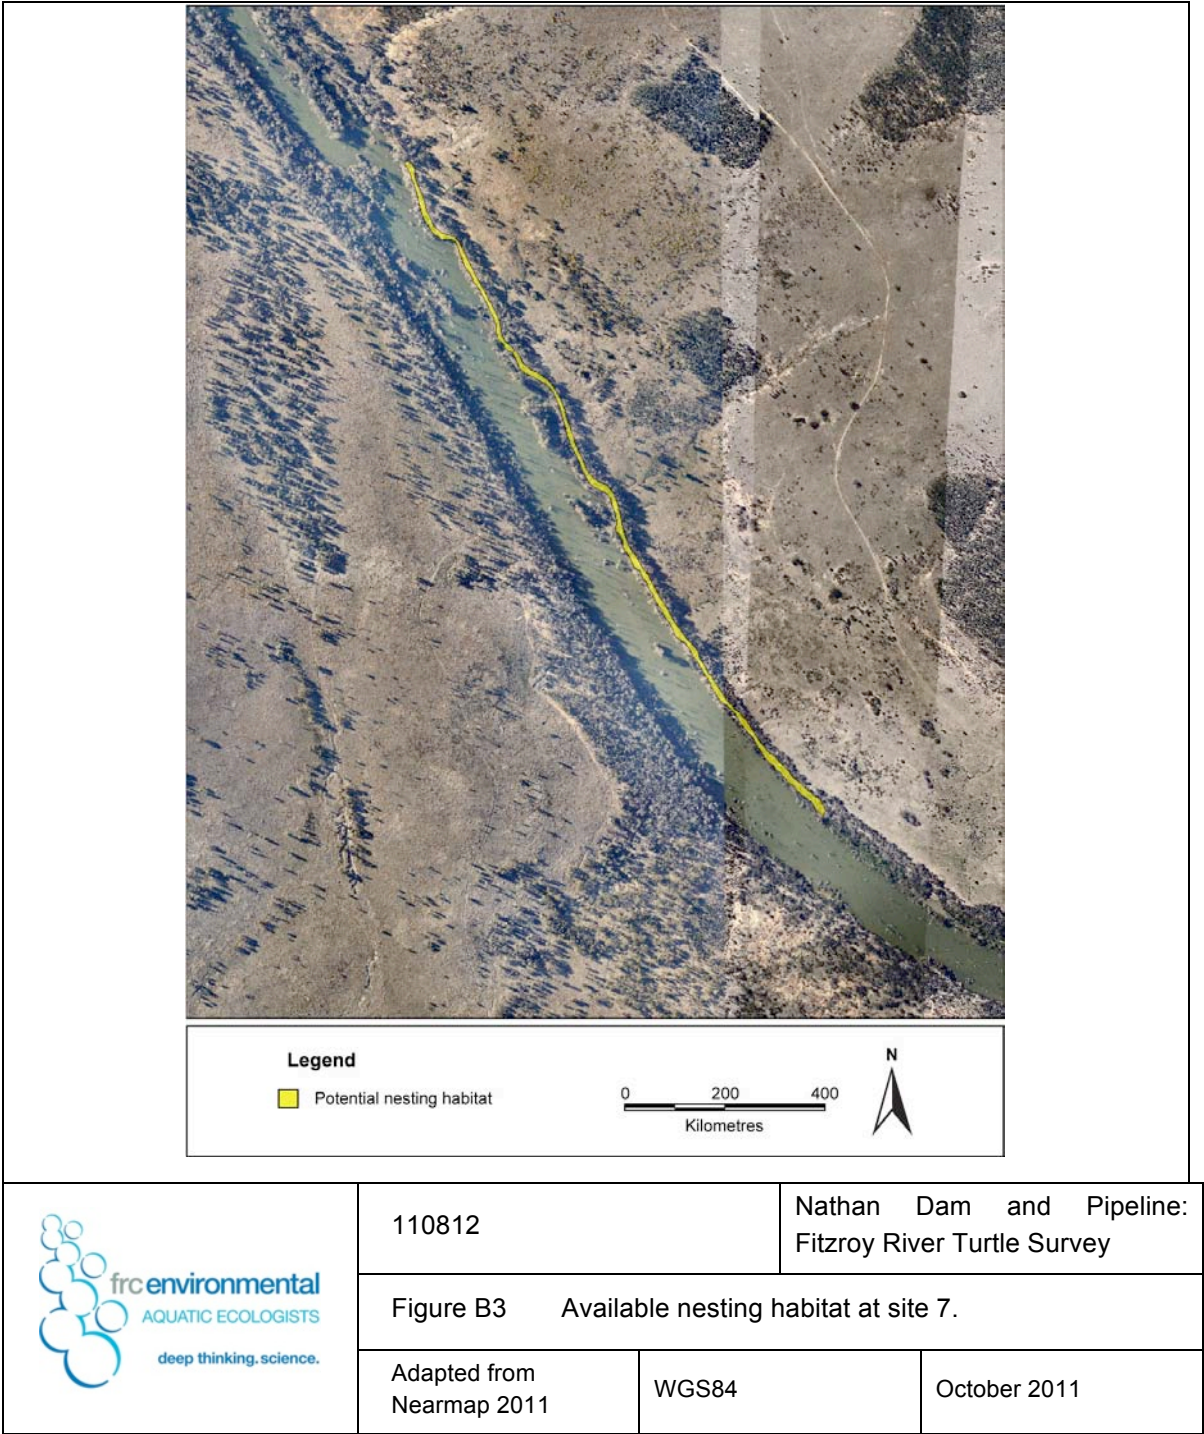 Legend
Potential nesting habitat
0 200 400
Kilometres
N
frc environmental
AQUATIC ECOLOGISTS
deep thinking. science.
110812
Nathan Dam and Pipeline:
Fitzroy River Turtle Survey
Figure B3 Available nesting habitat at site 7.
Adapted from
Nearmap 2011
WGS84
October 2011